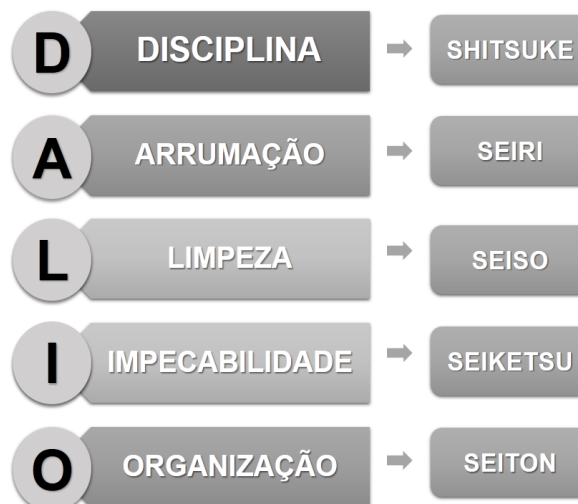 D DISCIPLINA SHITSUKE
A ARRUMAÇÃO SEIRI
L LIMPEZA SEISO
I IMPECABILIDADE SEIKETSU
O ORGANIZAÇÃO SEITON